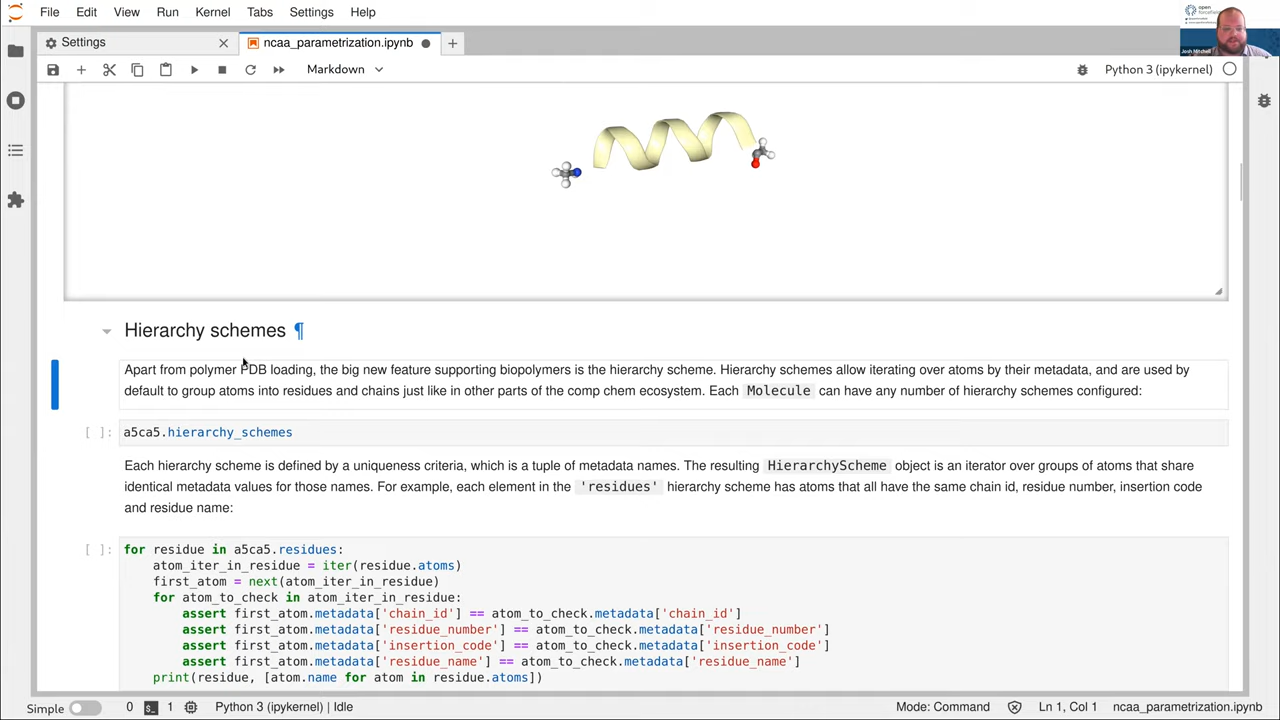 File Edit View Run Kernel Tabs Settings Help
open
forcefield
Josh Mitchell
Settings
ncaa_parametrization.ipynb
Markdown
Python 3 (ipykernel)
Hierarchy schemes ¶
Apart from polymer PDB loading, the big new feature supporting biopolymers is the hierarchy scheme. Hierarchy schemes allow iterating over atoms by their metadata, and are used by
default to group atoms into residues and chains just like in other parts of the comp chem ecosystem. Each Molecule can have any number of hierarchy schemes configured:
[ ]: a5ca5.hierarchy_schemes
Each hierarchy scheme is defined by a uniqueness criteria, which is a tuple of metadata names. The resulting HierarchyScheme object is an iterator over groups of atoms that share
identical metadata values for those names. For example, each element in the 'residues' hierarchy scheme has atoms that all have the same chain id, residue number, insertion code
and residue name:
[ ]: for residue in a5ca5.residues:
atom_iter_in_residue = iter(residue.atoms)
first_atom = next(atom_iter_in_residue)
for atom_to_check in atom_iter_in_residue:
assert first_atom.metadata['chain_id'] == atom_to_check.metadata['chain_id']
assert first_atom.metadata['residue_number'] == atom_to_check.metadata['residue_number']
assert first_atom.metadata['insertion_code'] == atom_to_check.metadata['insertion_code']
assert first_atom.metadata['residue_name'] == atom_to_check.metadata['residue_name']
print(residue, [atom.name for atom in residue.atoms])
Simple 0 1 Python 3 (ipykernel) | Idle Mode: Command Ln 1, Col 1 ncaa_parametrization.ipynb